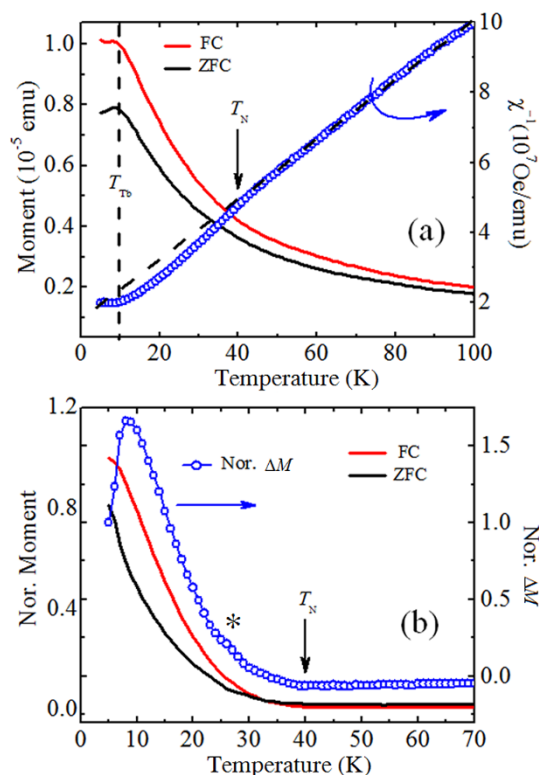 1.0
0.8
0.6
0.4
0.2
Moment (10⁻⁵ emu)
FC
ZFC
T_Tb
T_N
(a)
10
8
6
4
2
χ⁻¹(10⁷Oe/emu)
0 20 40 60 80 100
Temperature (K)
1.2
0.8
0.4
0.0
Nor. Moment
Nor. ΔM
FC
ZFC
*
T_N
(b)
1.5
1.0
0.5
-0.0
Nor. ΔM
0 10 20 30 40 50 60 70
Temperature (K)